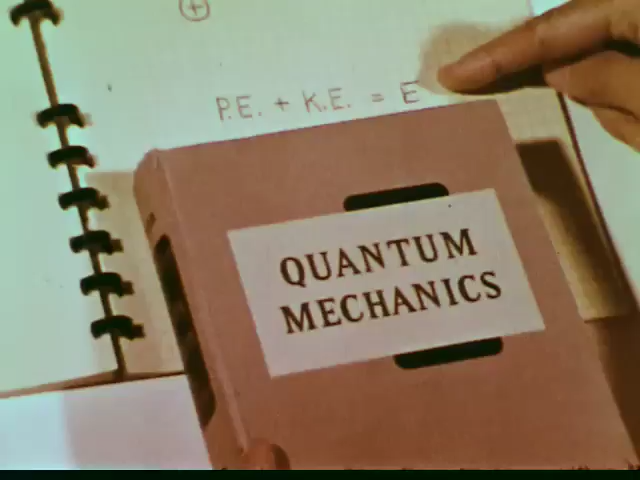 +
P.E. + K.E. = E
QUANTUM
MECHANICS